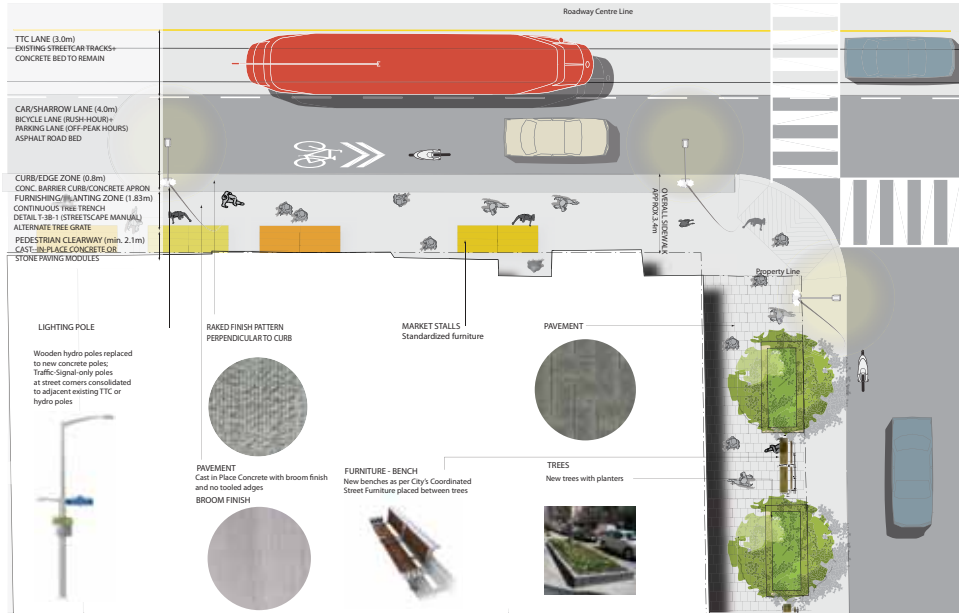 Roadway Centre Line
TTC LANE (3.0m)
EXISTING STREETCAR TRACKS+
CONCRETE BED TO REMAIN
CAR/SHARROW LANE (4.0m)
BICYCLE LANE (RUSH-HOUR)+
PARKING LANE (OFF-PEAK HOURS)
ASPHALT ROAD BED
CURB/EDGE ZONE (0.8m)
CONC. BARRIER CURB/CONCRETE APRON
FURNISHING/PLANTING ZONE (1.83m)
CONTINUOUS TREE TRENCH
DETAIL T-3B-1 (STREETSCAPE MANUAL)
ALTERNATE TREE GRATE
PEDESTRIAN CLEARWAY (min. 2.1m)
CAST-IN-PLACE CONCRETE OR
STONE PAVING MODULES
OVERALL SIDEWALK
APPROX.3.4m
Property Line
LIGHTING POLE
Wooden hydro poles replaced
to new concrete poles;
Traffic-Signal-only poles
at street corners consolidated
to adjacent existing TTC or
hydro poles
RAKED FINISH PATTERN
PERPENDICULAR TO CURB
MARKET STALLS
Standardized furniture
PAVEMENT
PAVEMENT
Cast in Place Concrete with broom finish
and no tooled adges
BROOM FINISH
FURNITURE - BENCH
New benches as per City's Coordinated
Street Furniture placed between trees
TREES
New trees with planters